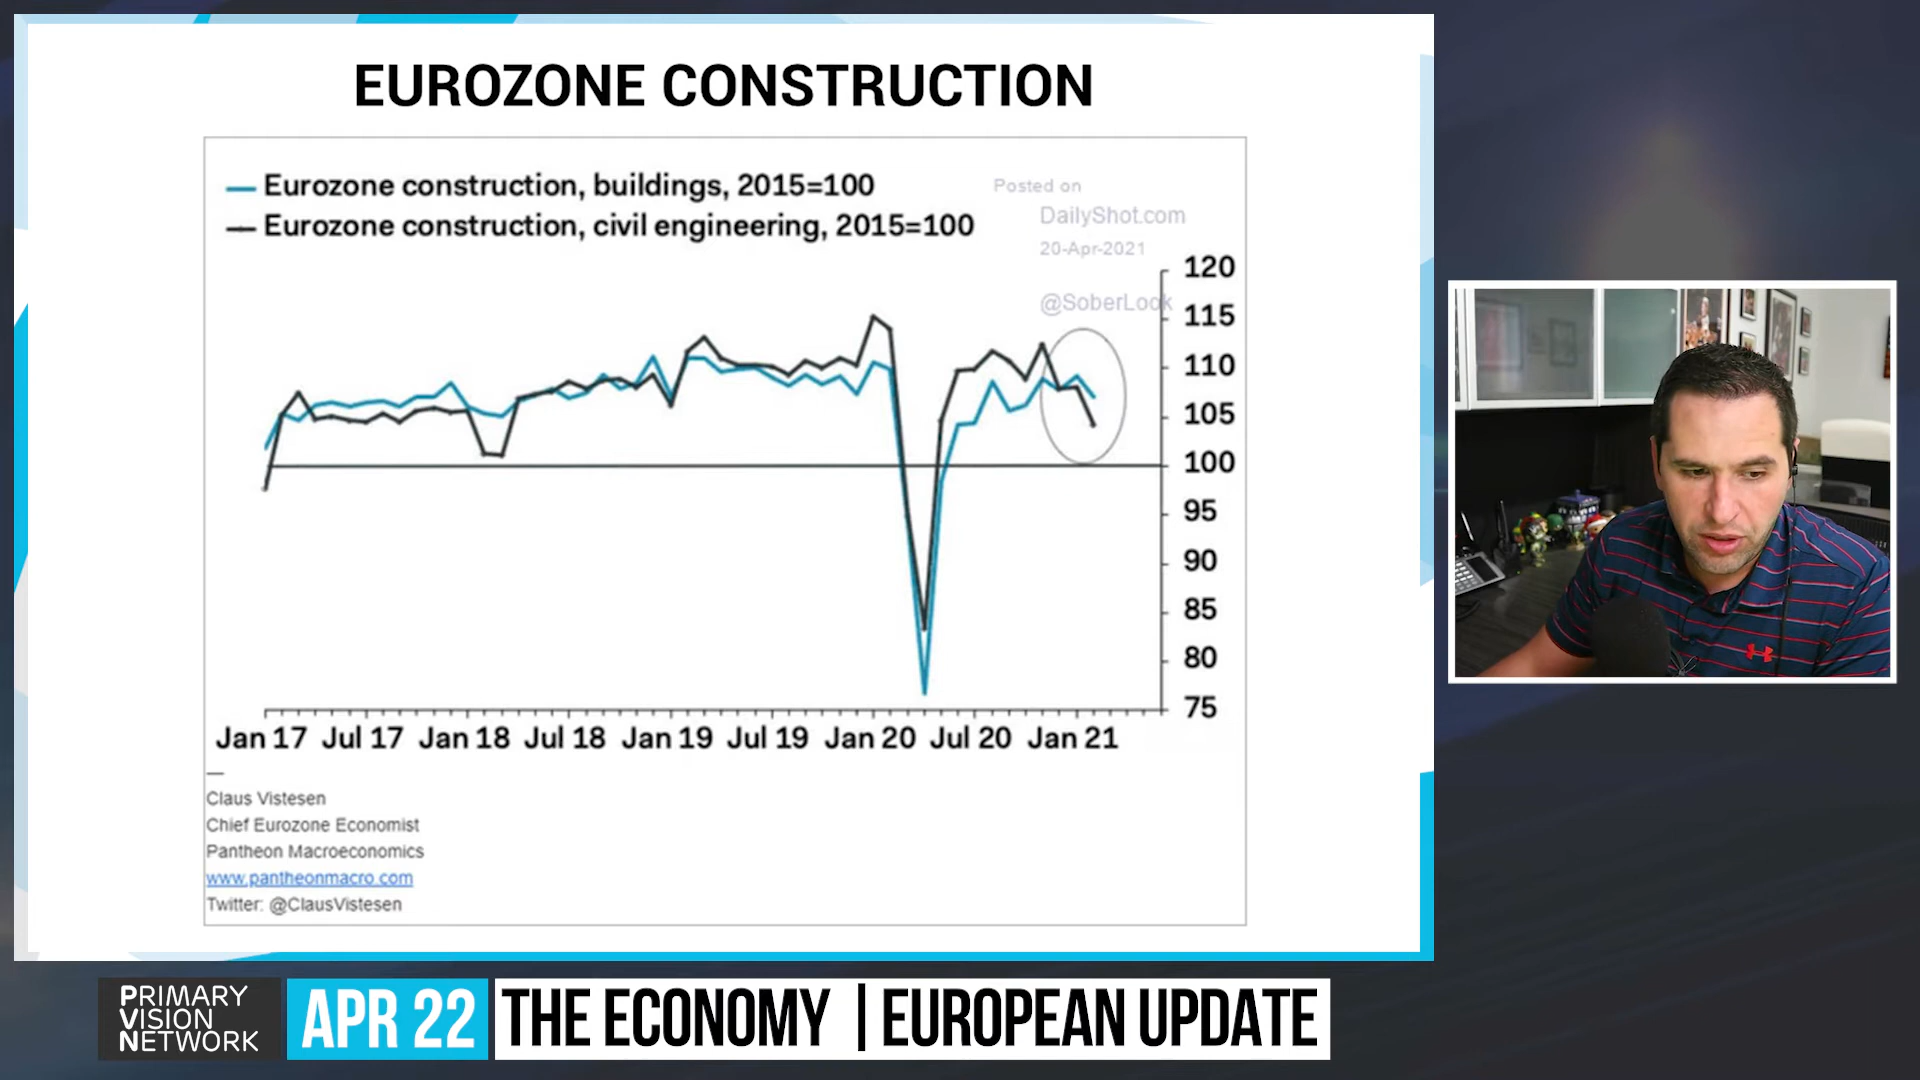 EUROZONE CONSTRUCTION
Eurozone construction, buildings, 2015=100
Eurozone construction, civil engineering, 2015=100
Posted on
DailyShot.com
20-Apr-2021
@SoberLook
120
115
110
105
100
95
90
85
80
75
Jan 17 Jul 17 Jan 18 Jul 18 Jan 19 Jul 19 Jan 20 Jul 20 Jan 21
—
Claus Vistesen
Chief Eurozone Economist
Pantheon Macroeconomics
www.pantheonmacro.com
Twitter: @ClausVistesen
PRIMARY
VISION
NETWORK
APR 22
THE ECONOMY | EUROPEAN UPDATE